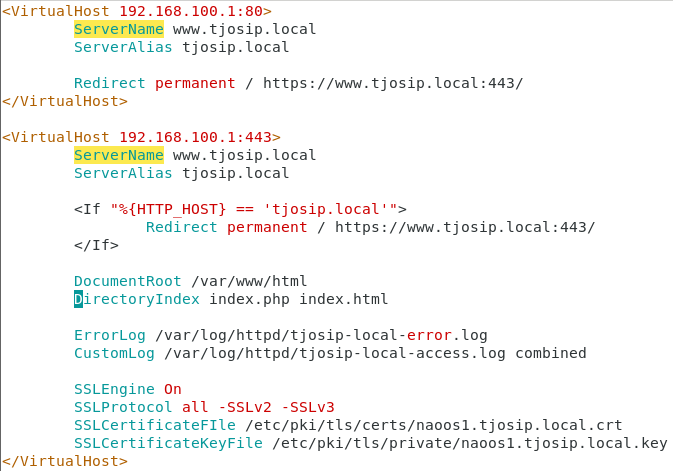 <VirtualHost 192.168.100.1:80>
ServerName www.tjosip.local
ServerAlias tjosip.local
Redirect permanent / https://www.tjosip.local:443/
</VirtualHost>
<VirtualHost 192.168.100.1:443>
ServerName www.tjosip.local
ServerAlias tjosip.local
<If "%{HTTP_HOST} == 'tjosip.local'">
Redirect permanent / https://www.tjosip.local:443/
</If>
DocumentRoot /var/www/html
DirectoryIndex index.php index.html
ErrorLog /var/log/httpd/tjosip-local-error.log
CustomLog /var/log/httpd/tjosip-local-access.log combined
SSLEngine On
SSLProtocol all -SSLv2 -SSLv3
SSLCertificateFIle /etc/pki/tls/certs/naoos1.tjosip.local.crt
SSLCertificateKeyFile /etc/pki/tls/private/naoos1.tjosip.local.key
</VirtualHost>